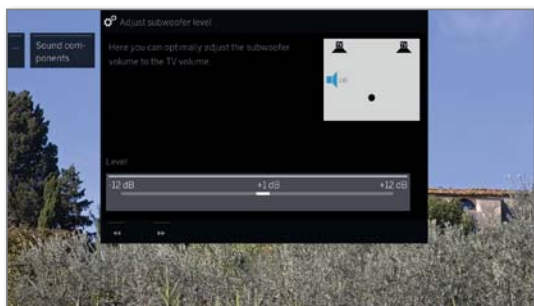 Adjust subwoofer level
...
Sound com-
ponents
Here you can optimally adjust the subwoofer
volume to the TV volume.
Level
-12 dB +1 dB +12 dB